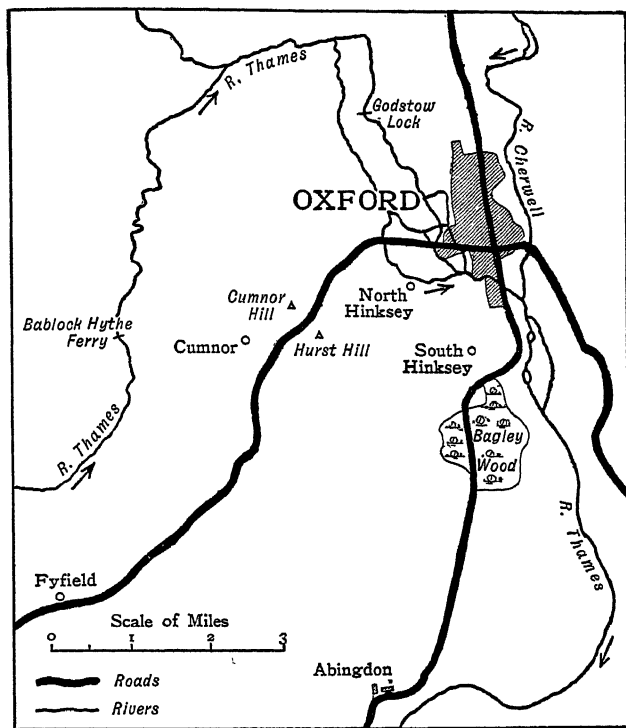 R. Thames
Godstow
Lock
R. Cherwell
OXFORD
Cumnor
Hill
North
Hinksey
Bablock Hythe
Ferry
Cumnor
Hurst Hill
South
Hinksey
R. Thames
Bagley
Wood
R. Thames
Fyfield
Scale of Miles
0 1 2 3
Abingdon
Roads
Rivers